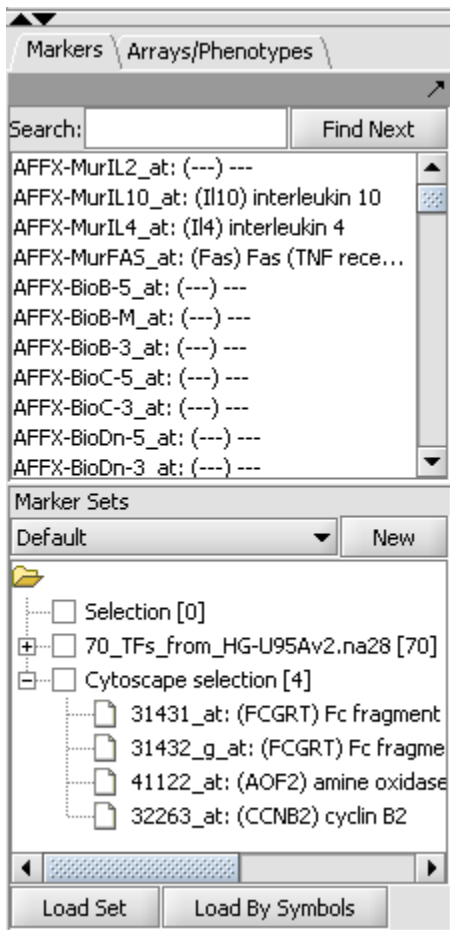 Markers Arrays/Phenotypes
Search: Find Next
AFFX-MurIL2_at: (---) ---
AFFX-MurIL10_at: (Il10) interleukin 10
AFFX-MurIL4_at: (Il4) interleukin 4
AFFX-MurFAS_at: (Fas) Fas (TNF rece...
AFFX-BioB-5_at: (---) ---
AFFX-BioB-M_at: (---) ---
AFFX-BioB-3_at: (---) ---
AFFX-BioC-5_at: (---) ---
AFFX-BioC-3_at: (---) ---
AFFX-BioDn-5_at: (---) ---
AFFX-BioDn-3_at: (---) ---
Marker Sets
Default New
Selection [0]
70_TFs_from_HG-U95Av2.na28 [70]
Cytoscape selection [4]
31431_at: (FCGRT) Fc fragment
31432_g_at: (FCGRT) Fc fragme
41122_at: (AOF2) amine oxidase
32263_at: (CCNB2) cyclin B2
Load Set Load By Symbols